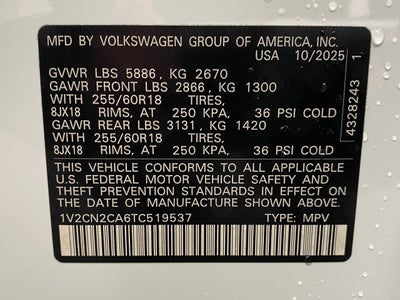 MFD BY VOLKSWAGEN GROUP OF AMERICA, INC.
USA 10/2025
GVWR LBS 5886, KG 2670
GAWR FRONT LBS 2866, KG 1300
WITH 255/60R18 TIRES,
8JX18 RIMS, AT 250 KPA, 36 PSI COLD
GAWR REAR LBS 3131, KG 1420
WITH 255/60R18 TIRES,
8JX18 RIMS, AT 250 KPA, 36 PSI COLD
THIS VEHICLE CONFORMS TO ALL APPLICABLE
U.S. FEDERAL MOTOR VEHICLE SAFETY AND
THEFT PREVENTION STANDARDS IN EFFECT ON
THE DATE OF MANUFACTURE SHOWN ABOVE.
1V2CN2CA6TC519537 TYPE: MPV
4328243 1